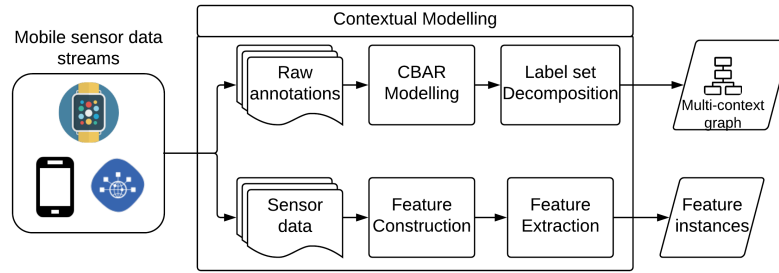 Contextual Modelling
Mobile sensor data
streams
Raw
annotations
CBAR
Modelling
Label set
Decomposition
Multi-context
graph
Sensor
data
Feature
Construction
Feature
Extraction
Feature
instances